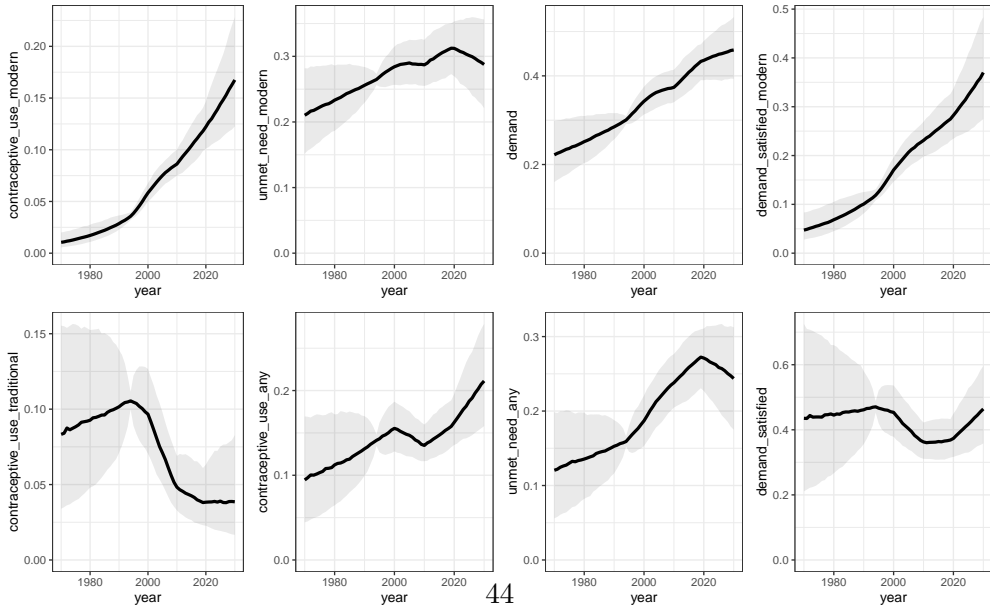 contraceptive_use_modern
0.20
0.15
0.10
0.05
0.00
1980 2000 2020
year
unmet_need_modern
0.3
0.2
0.1
0.0
1980 2000 2020
year
demand
0.4
0.2
0.0
1980 2000 2020
year
demand_satisfied_modern
0.5
0.4
0.3
0.2
0.1
0.0
1980 2000 2020
year
contraceptive_use_traditional
0.15
0.10
0.05
0.00
1980 2000 2020
year
contraceptive_use_any
0.2
0.1
0.0
1980 2000 2020
year
unmet_need_any
0.3
0.2
0.1
0.0
1980 2000 2020
year
demand_satisfied
0.6
0.4
0.2
0.0
1980 2000 2020
year
44